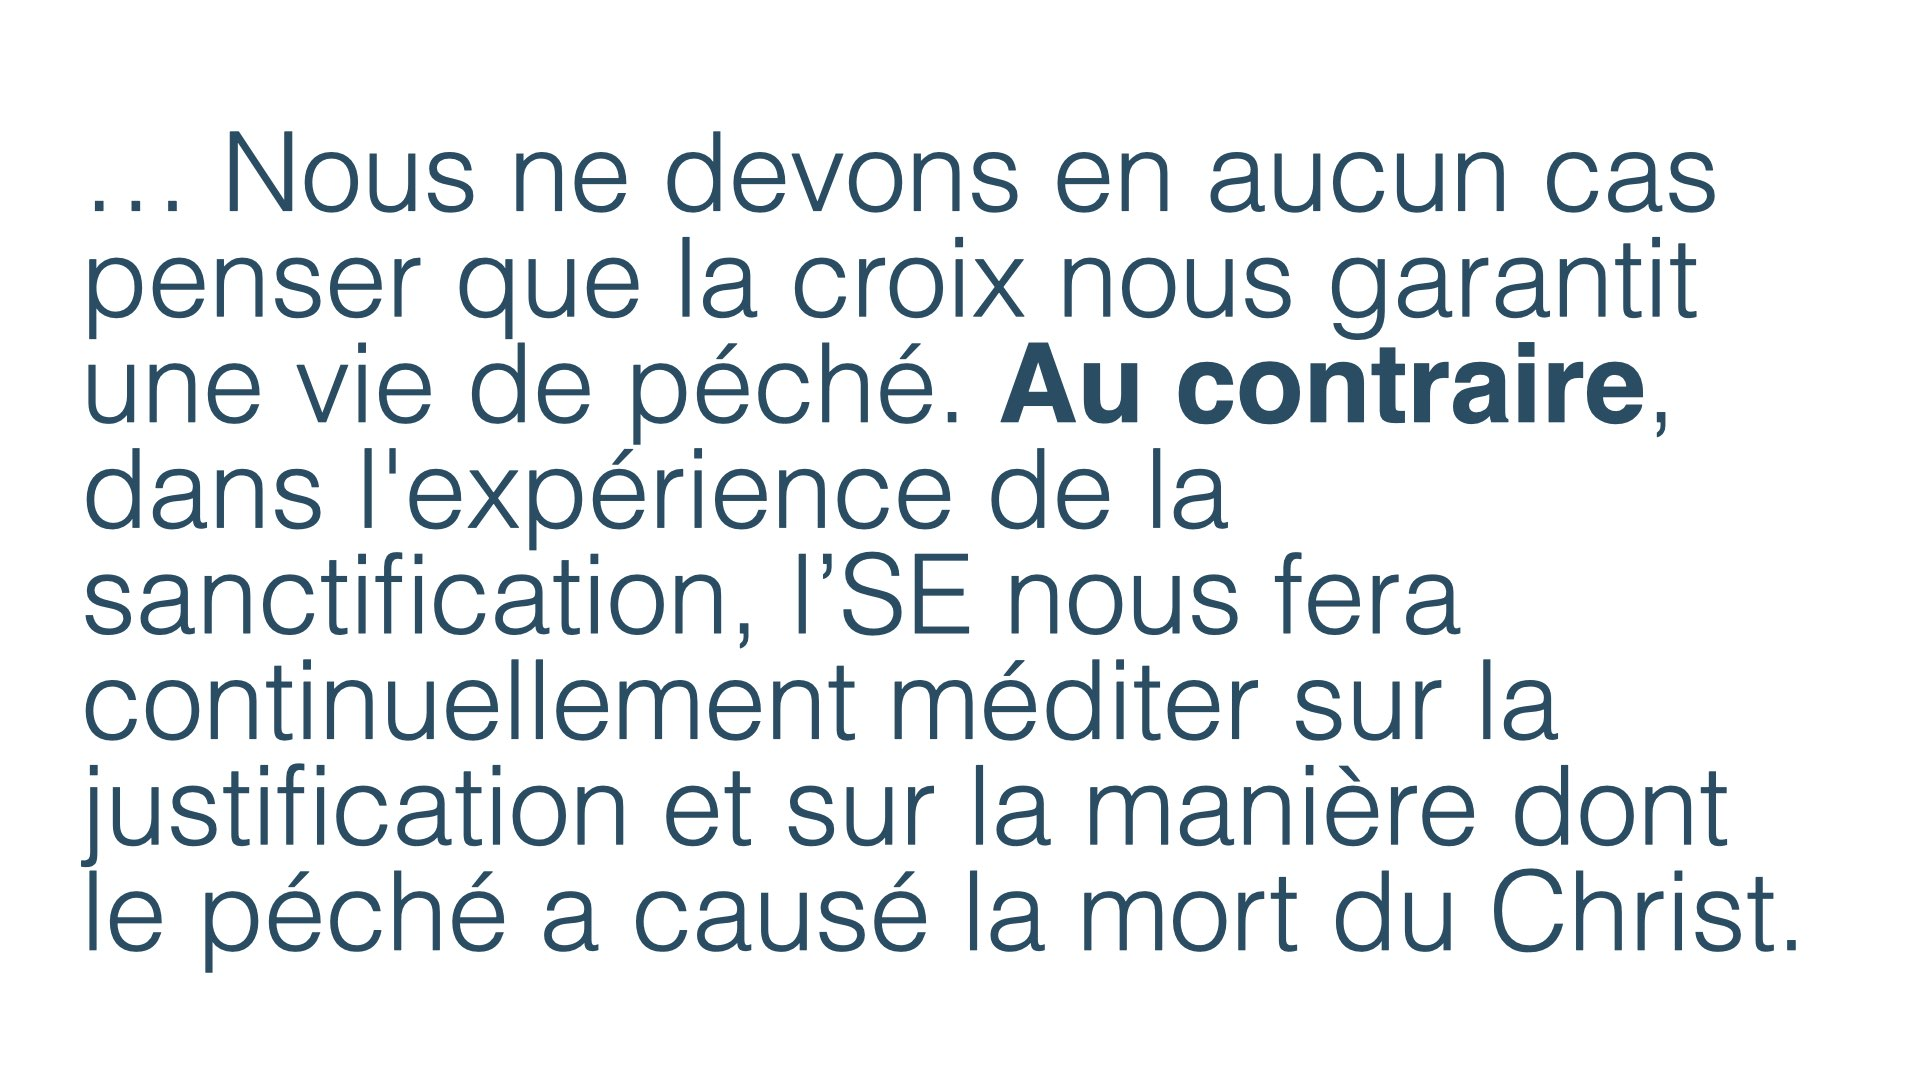 … Nous ne devons en aucun cas
penser que la croix nous garantit
une vie de péché. Au contraire,
dans l'expérience de la
sanctification, l’SE nous fera
continuellement méditer sur la
justification et sur la manière dont
le péché a causé la mort du Christ.